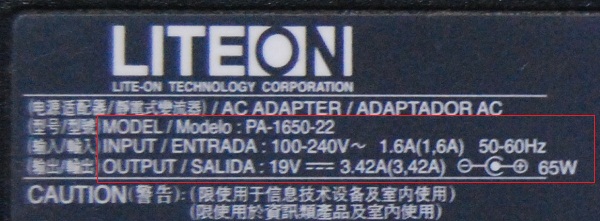 LITEON
LITE-ON TECHNOLOGY CORPORATION
(电源适配器/靜電式變流器)/AC ADAPTER/ADAPTADOR AC
(型号/型號)MODEL/Modelo:PA-1650-22
(输入/輸入)INPUT/ENTRADA:100-240V~ 1.6A(1,6A) 50-60Hz
(输出/輸出)OUTPUT/SALIDA:19V⎓ 3.42A(3,42A) 65W
CAUTION(警告):(限使用于信息技术设备及室内使用)
(限使用於資訊類產品及室內使用)